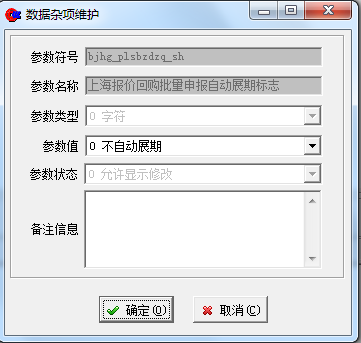 数据杂项维护
参数符号 bjhg_plsbzdzq_sh
参数名称 上海报价回购批量申报自动展期标志
参数类型 0 字符
参数值 0 不自动展期
参数状态 0 允许显示修改
备注信息
确定(O) 取消(C)